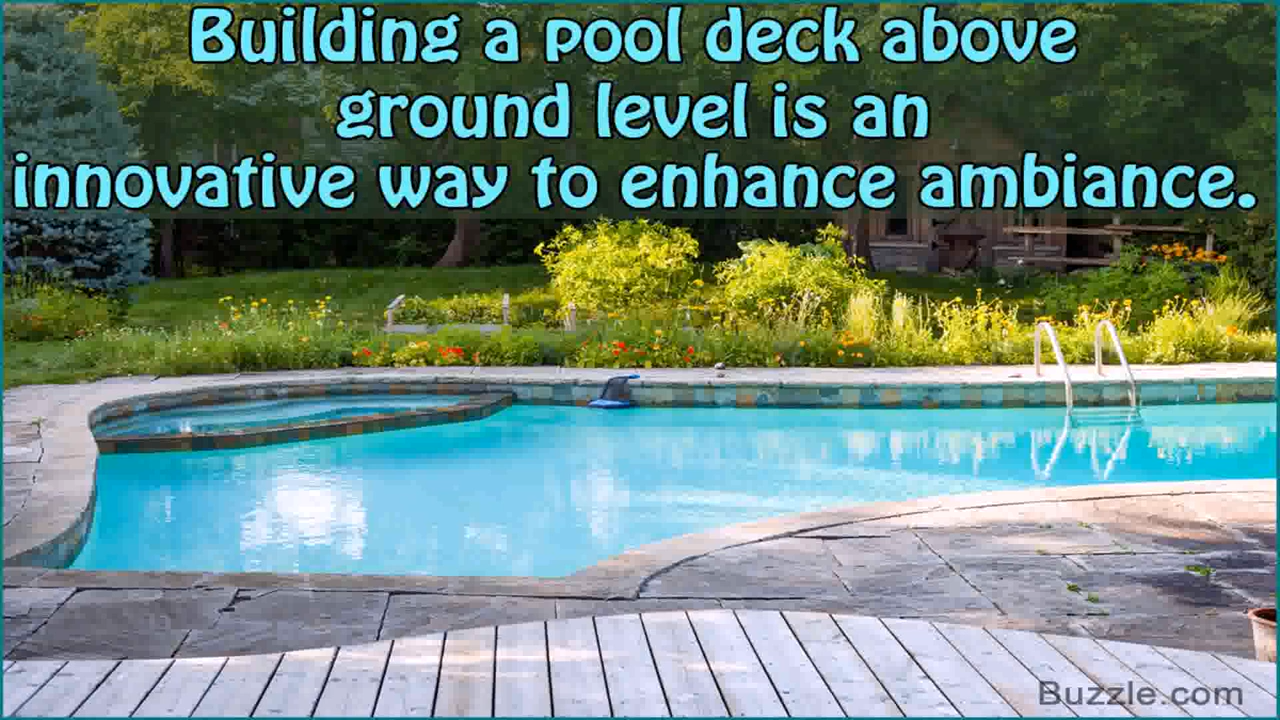 Building a pool deck above
ground level is an
innovative way to enhance ambiance.
Buzzle.com